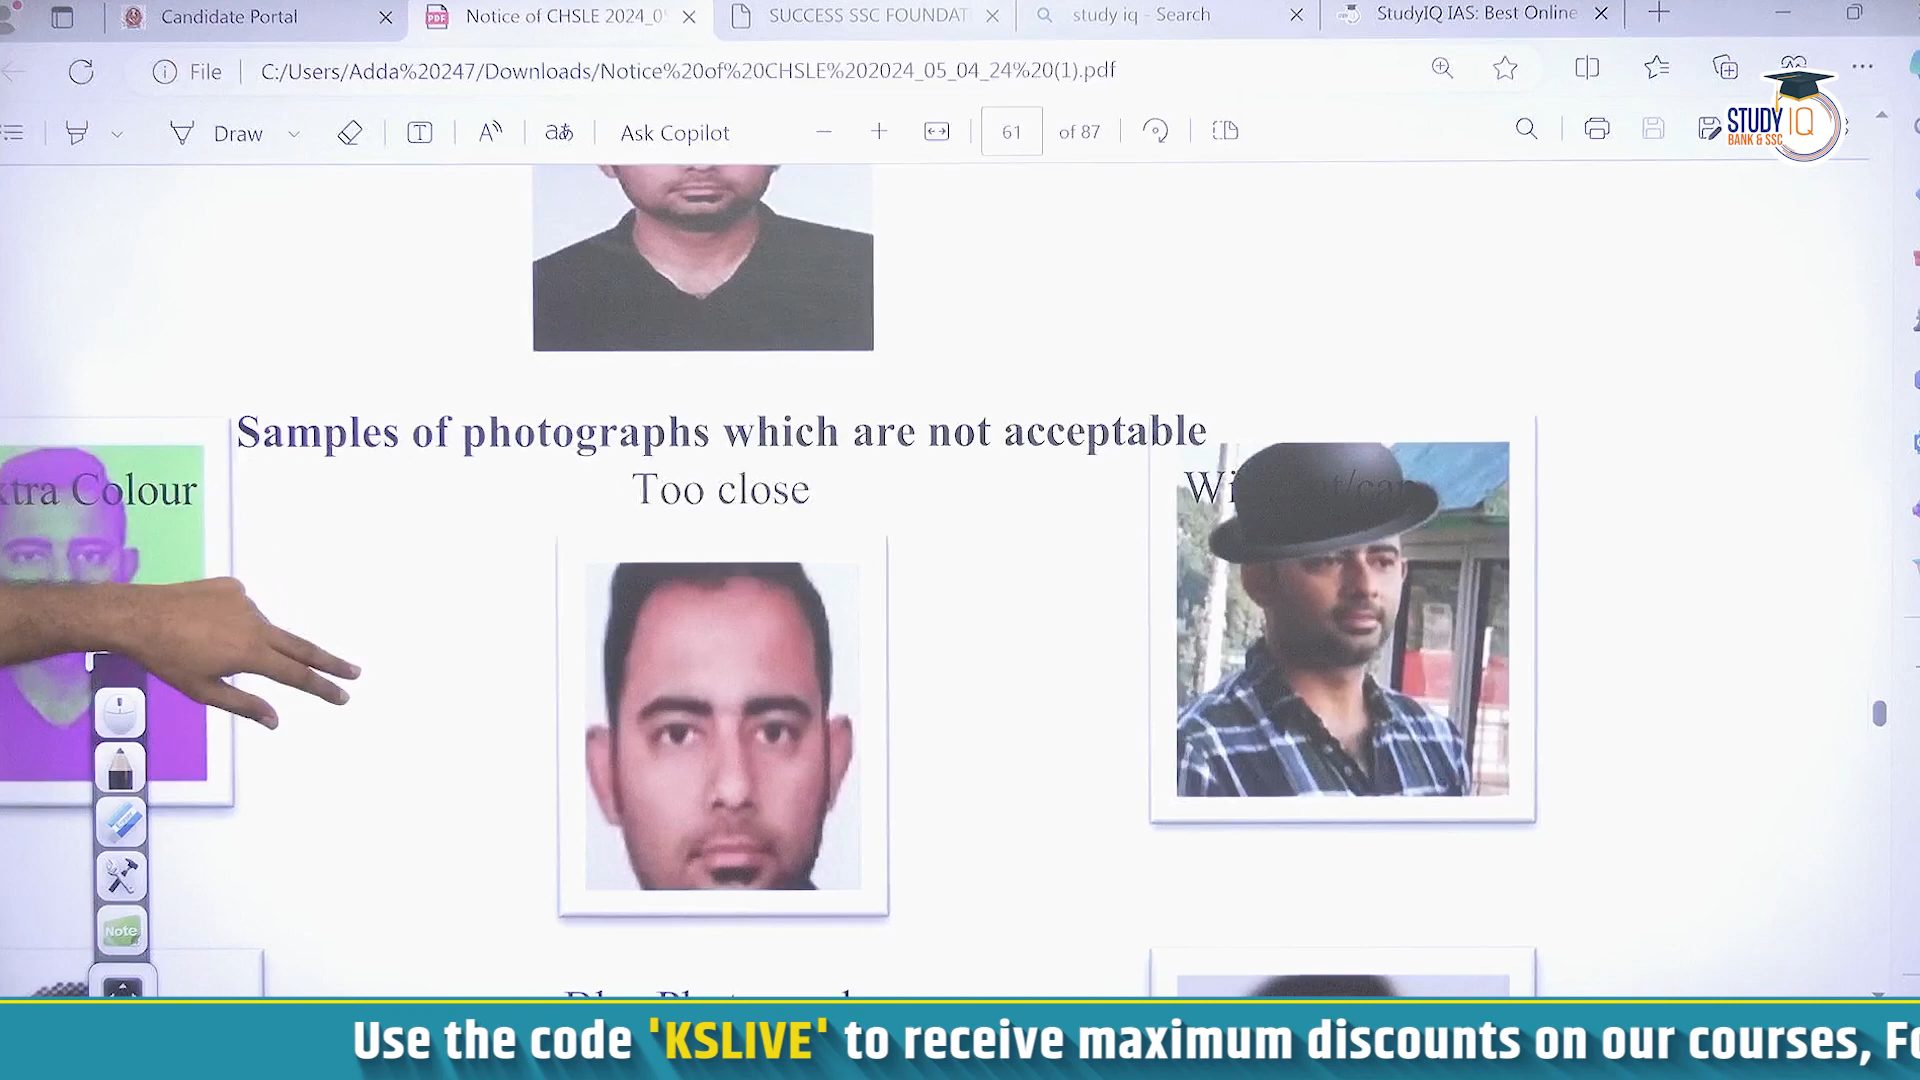 Candidate Portal
Notice of CHSLE 2024_0
SUCCESS SSC FOUNDAT
study iq - Search
StudyIQ IAS: Best Online
File
C:/Users/Adda%20247/Downloads/Notice%20of%20CHSLE%202024_05_04_24%20(1).pdf
Draw
Ask Copilot
61 of 87
STUDY IQ
BANK & SSC
Samples of photographs which are not acceptable
xtra Colour
Too close
Note
Use the code 'KSLIVE' to receive maximum discounts on our courses, Fo